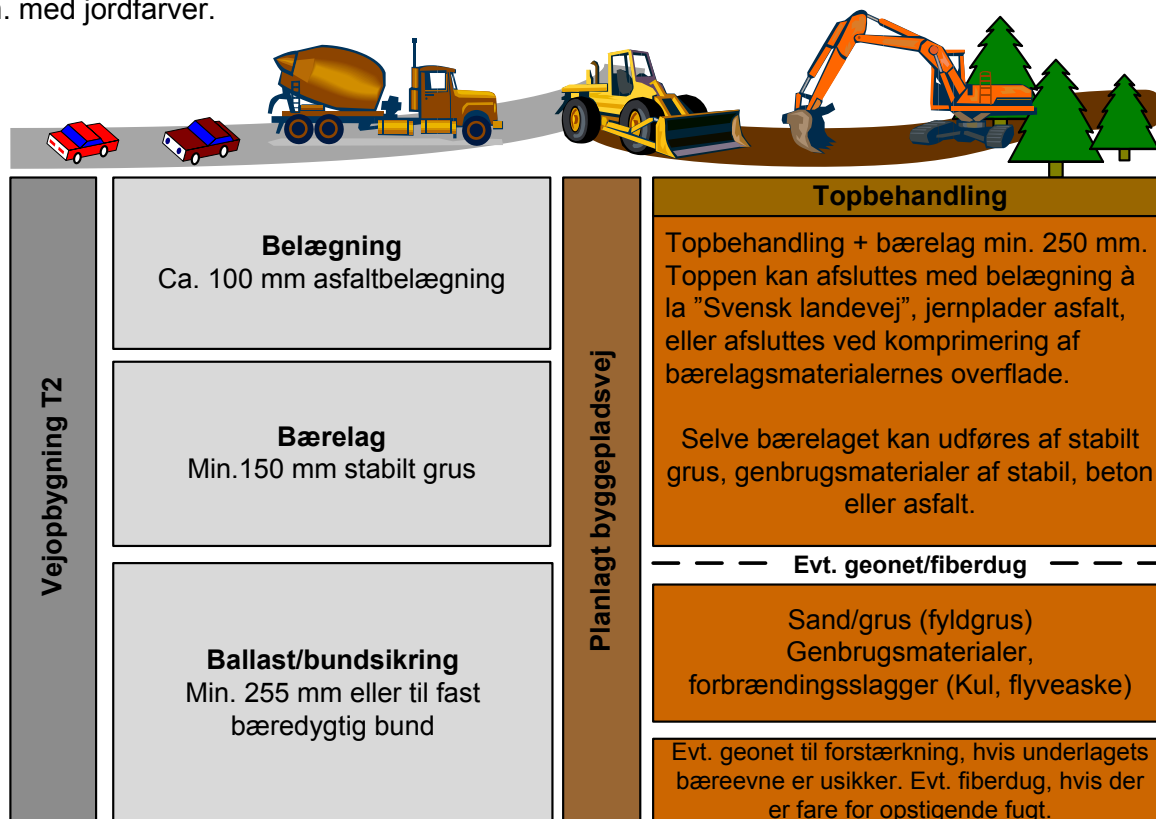 med jordfarver.
Vejopbygning T2
Belægning
Ca. 100 mm asfaltbelægning
Bærelag
Min.150 mm stabilt grus
Ballast/bundsikring
Min. 255 mm eller til fast
bæredygtig bund
Planlagt byggepladsvej
Topbehandling
Topbehandling + bærelag min. 250 mm.
Toppen kan afsluttes med belægning à
la ”Svensk landevej”, jernplader asfalt,
eller afsluttes ved komprimering af
bærelagsmaterialernes overflade.
Selve bærelaget kan udføres af stabilt
grus, genbrugsmaterialer af stabil, beton
eller asfalt.
Evt. geonet/fiberdug
Sand/grus (fyldgrus)
Genbrugsmaterialer,
forbrændingsslagger (Kul, flyveaske)
Evt. geonet til forstærkning, hvis underlagets
bæreevne er usikker. Evt. fiberdug, hvis der
er fare for opstigende fugt.